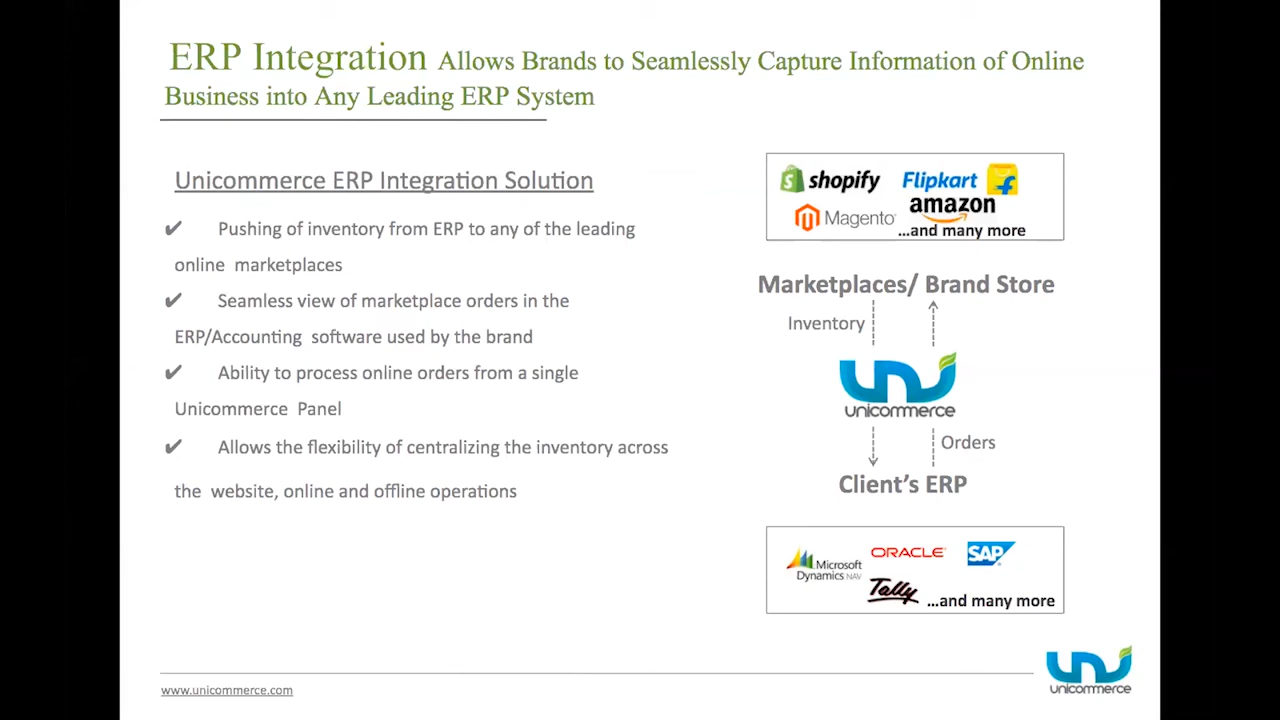 ERP Integration Allows Brands to Seamlessly Capture Information of Online
Business into Any Leading ERP System
Unicommerce ERP Integration Solution
✔ Pushing of inventory from ERP to any of the leading
online marketplaces
✔ Seamless view of marketplace orders in the
ERP/Accounting software used by the brand
✔ Ability to process online orders from a single
Unicommerce Panel
✔ Allows the flexibility of centralizing the inventory across
the website, online and offline operations
shopify Flipkart
Magento amazon
...and many more
Marketplaces/ Brand Store
Inventory
unicommerce
Orders
Client's ERP
Microsoft Dynamics NAV ORACLE SAP
Tally ...and many more
www.unicommerce.com
unicommerce